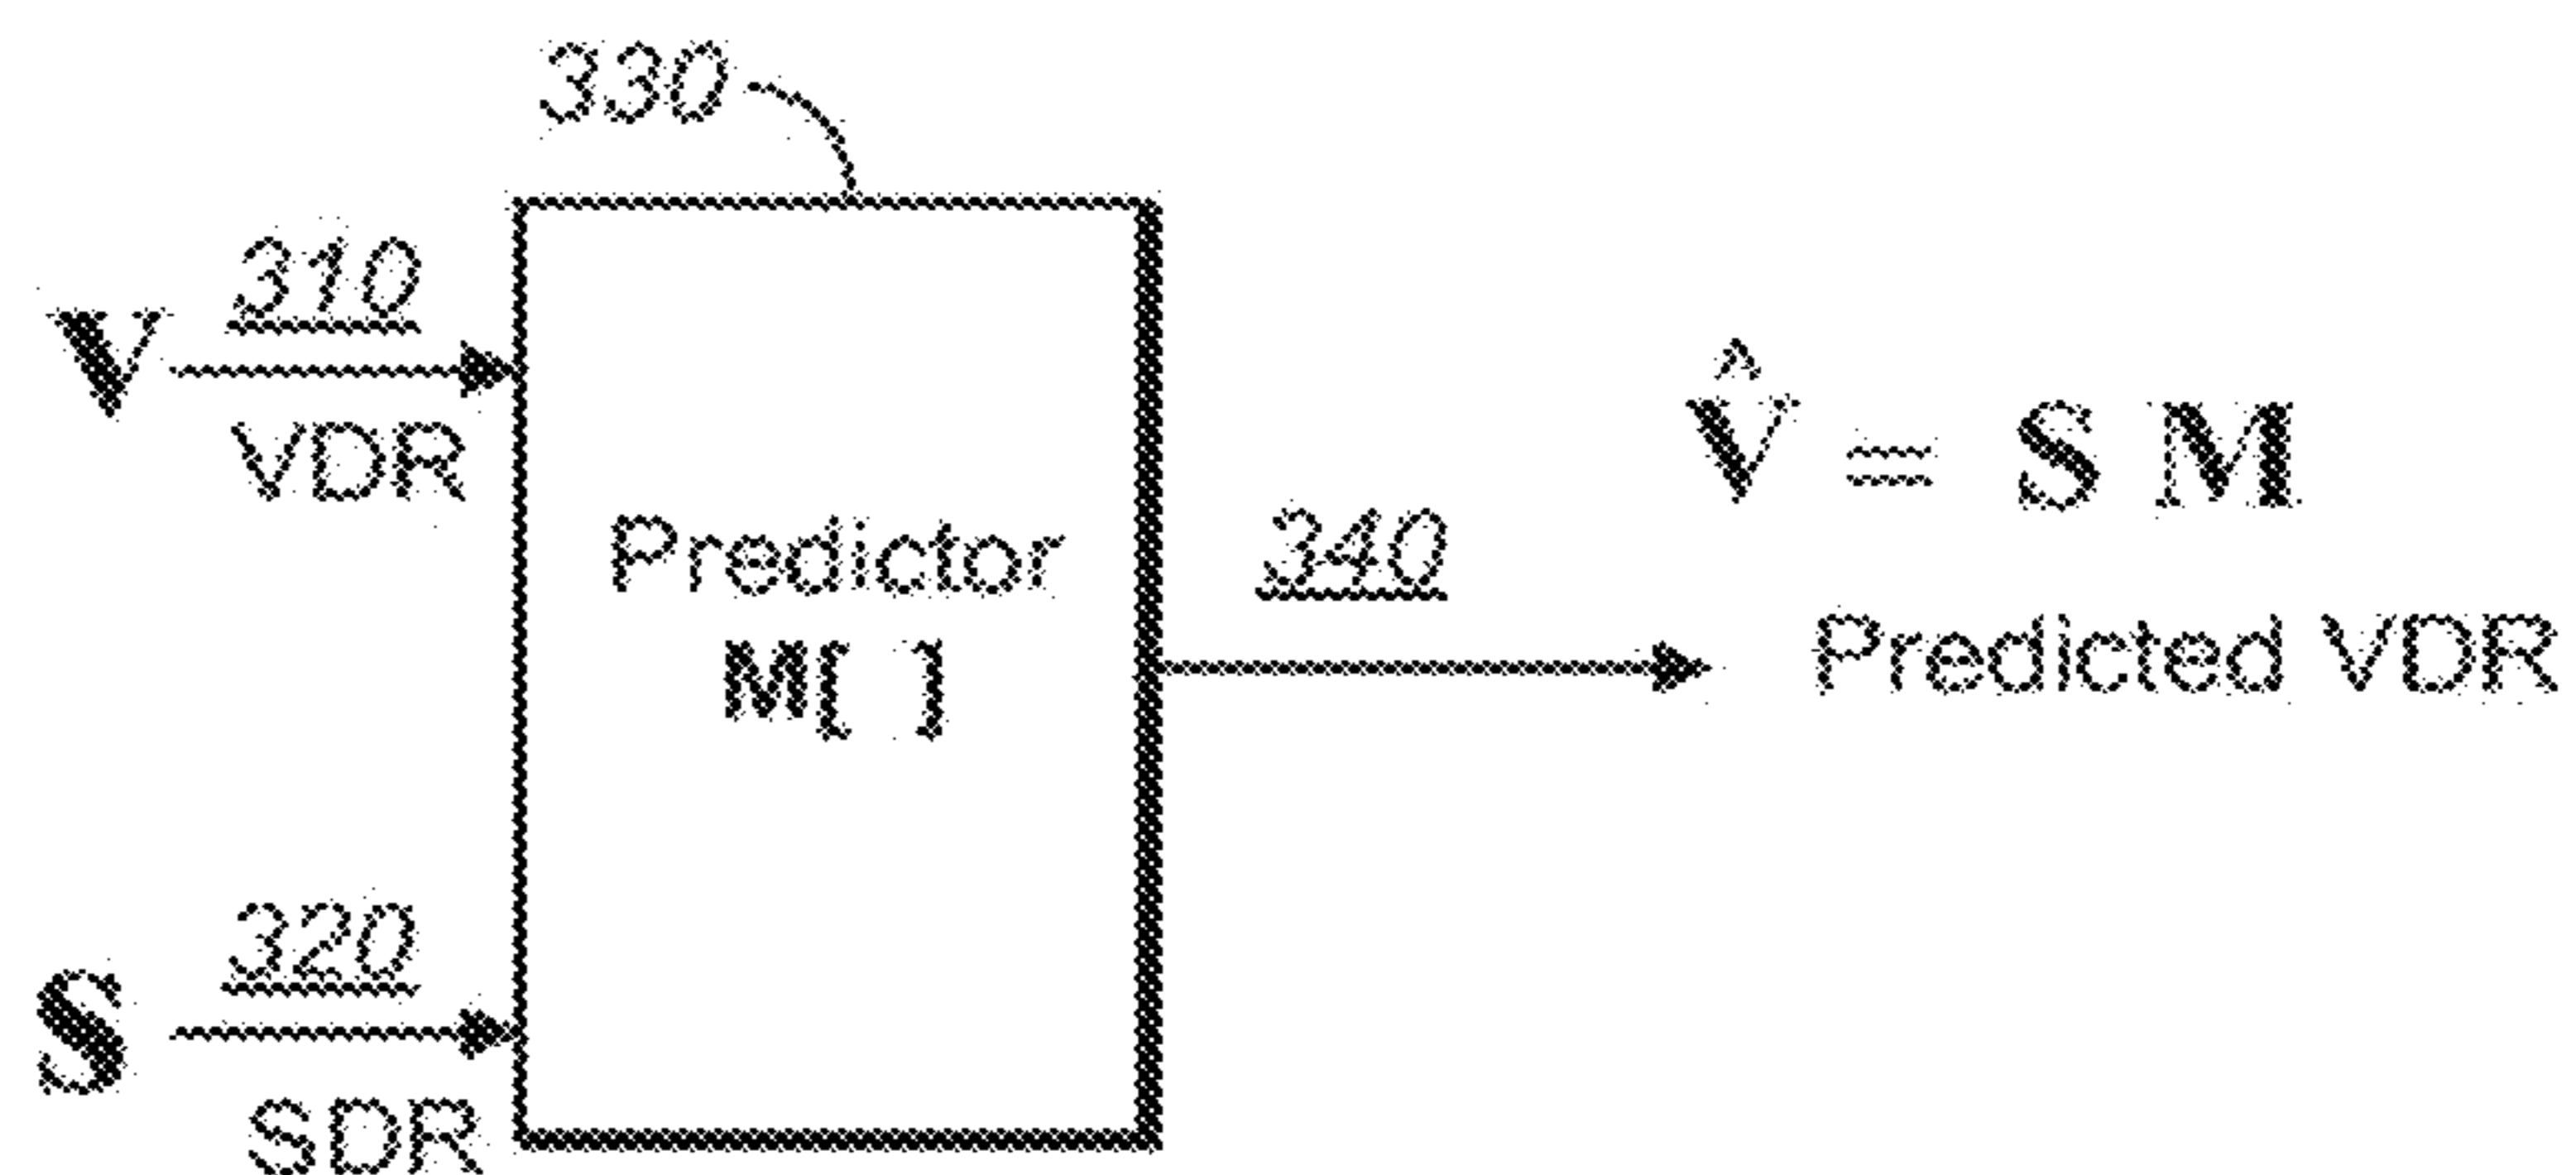 330
310
V
VDR
V̂ = S M
Predictor
340
M[ ]
Predicted VDR
320
S
SDR